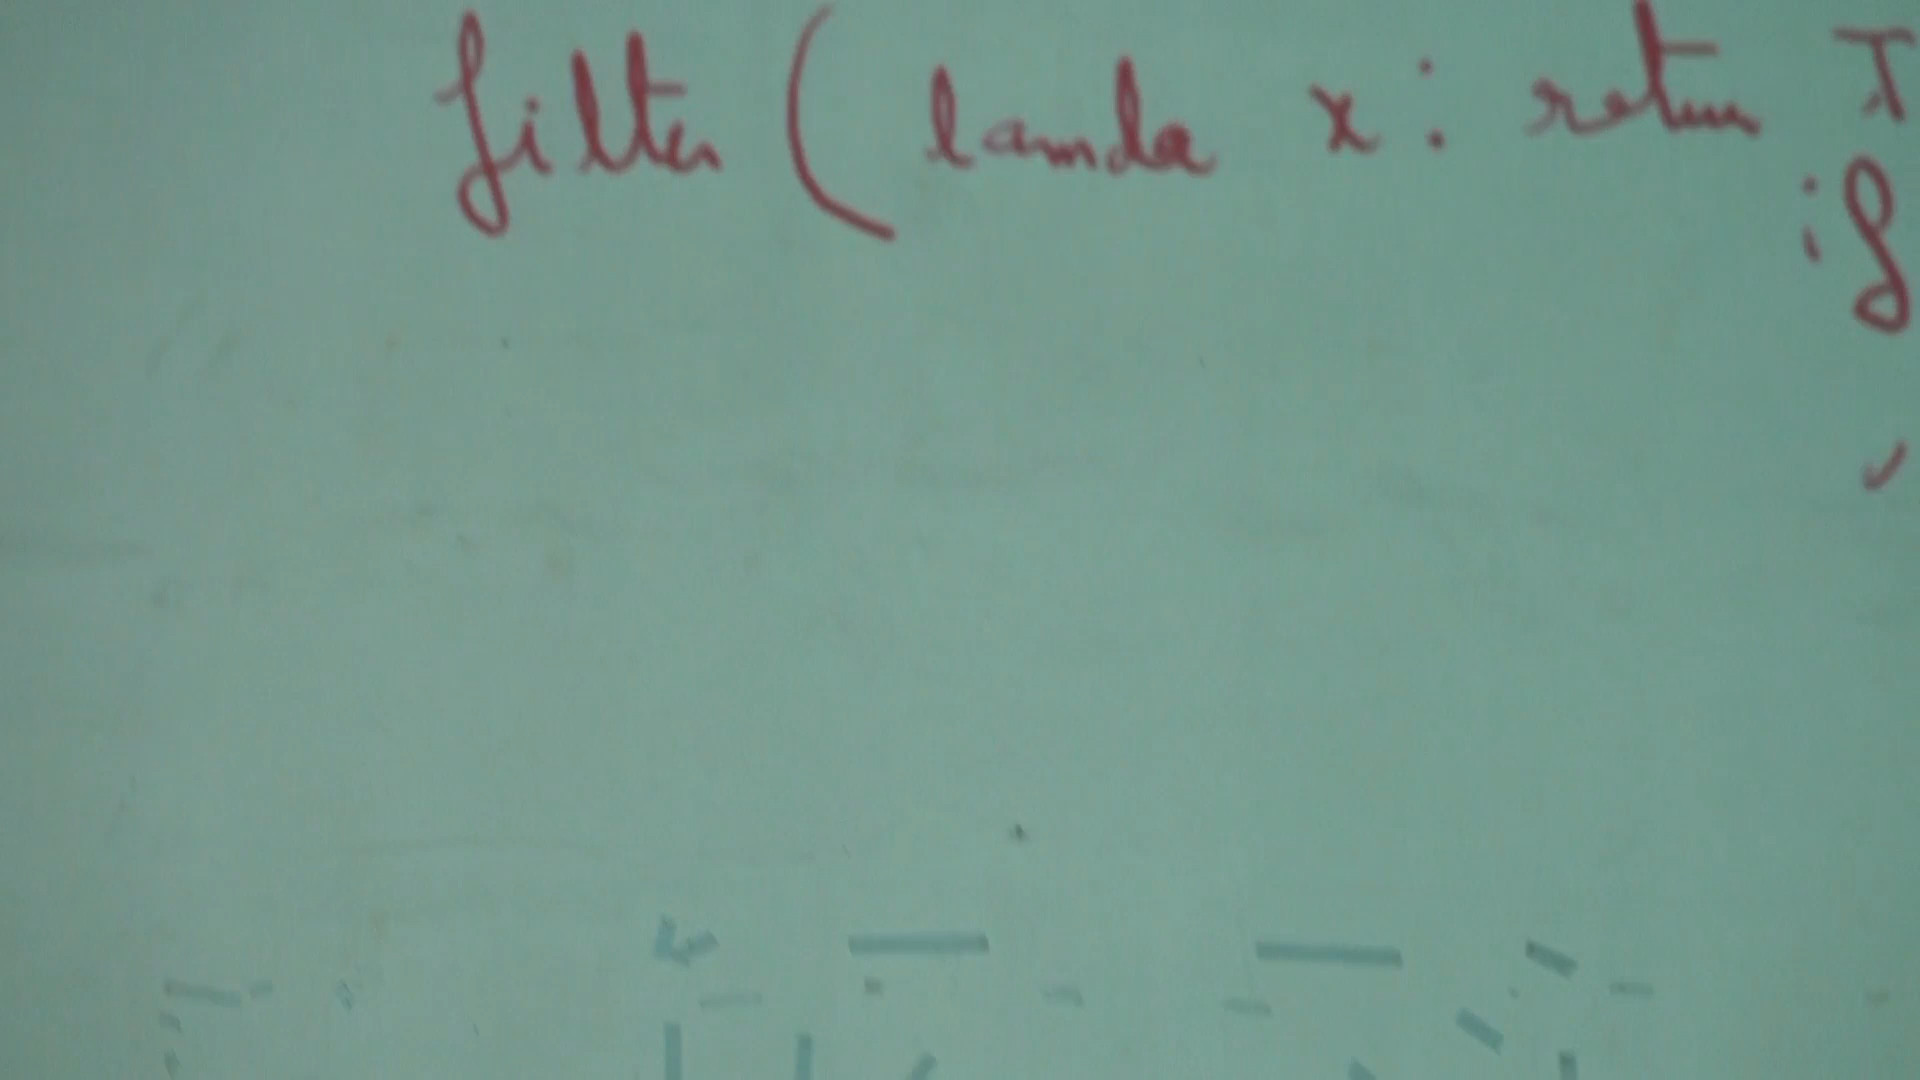 filter ( lamda x : return T
if